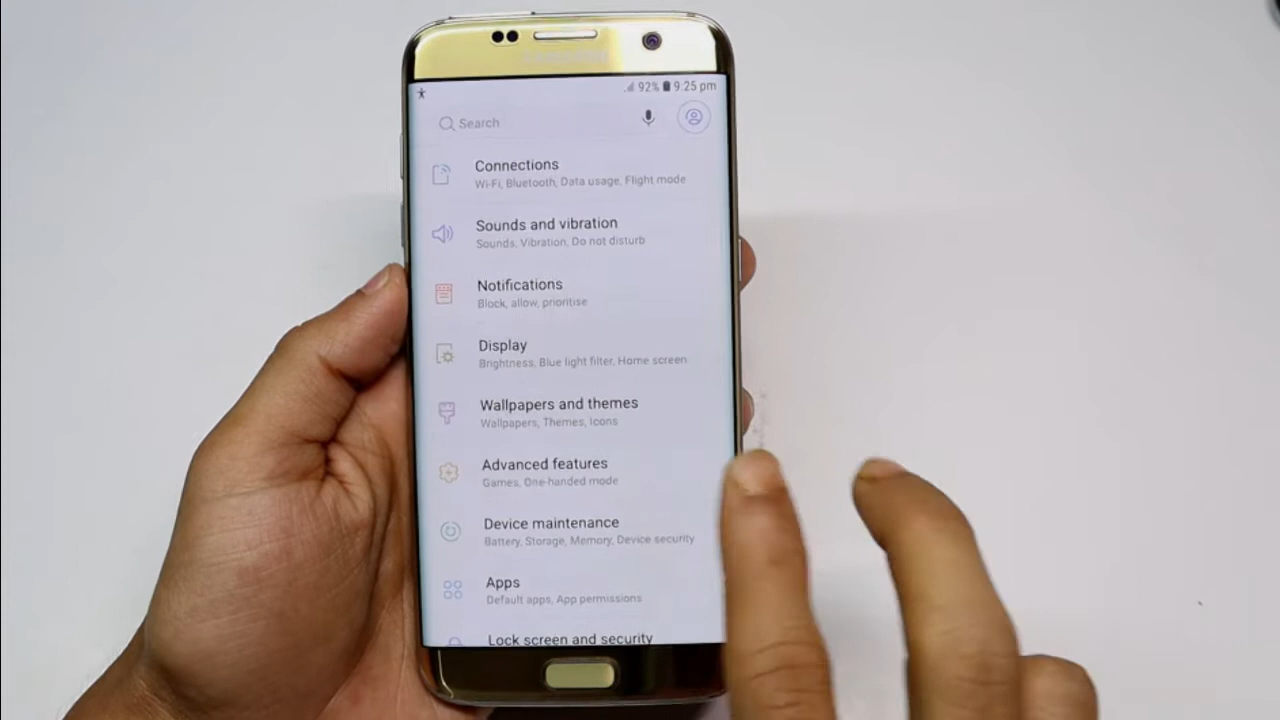 92% 9:25 pm
Search
Connections
Wi-Fi, Bluetooth, Data usage, Flight mode
Sounds and vibration
Sounds, Vibration, Do not disturb
Notifications
Block, allow, prioritise
Display
Brightness, Blue light filter, Home screen
Wallpapers and themes
Wallpapers, Themes, Icons
Advanced features
Games, One-handed mode
Device maintenance
Battery, Storage, Memory, Device security
Apps
Default apps, App permissions
Lock screen and security